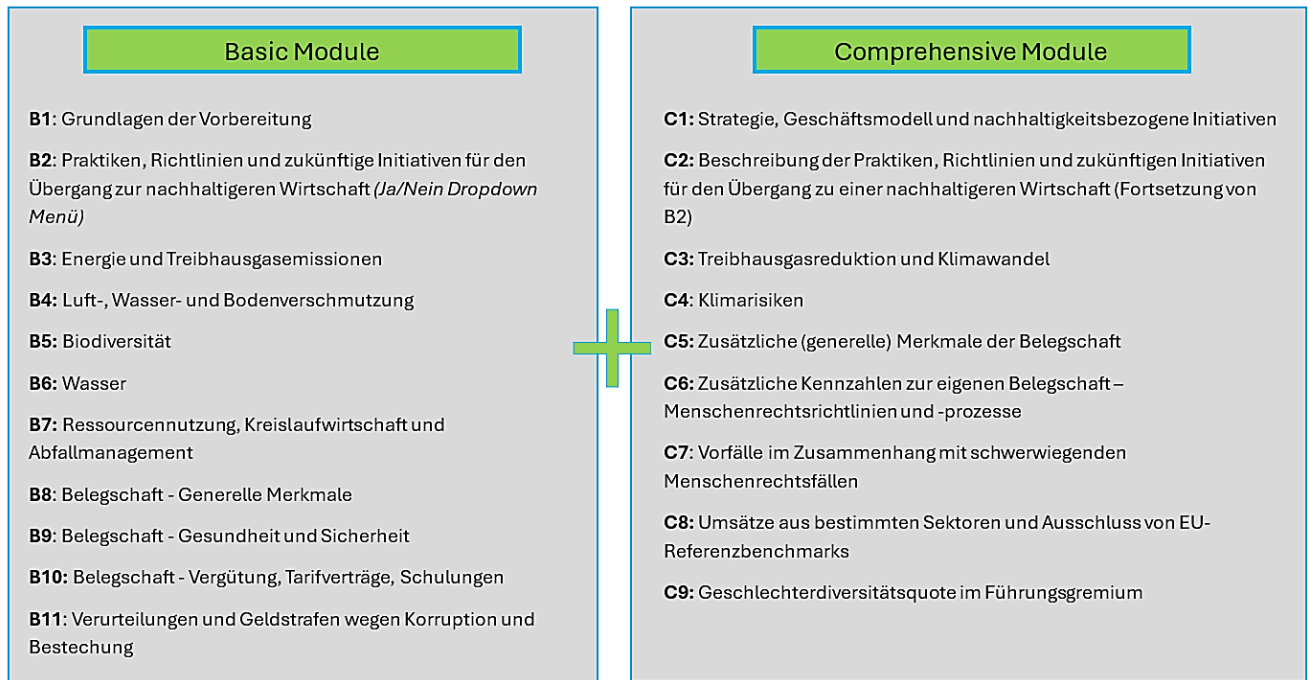 Basic Module
B1: Grundlagen der Vorbereitung
B2: Praktiken, Richtlinien und zukünftige Initiativen für den
Übergang zur nachhaltigeren Wirtschaft (Ja/Nein Dropdown
Menü)
B3: Energie und Treibhausgasemissionen
B4: Luft-, Wasser- und Bodenverschmutzung
B5: Biodiversität
B6: Wasser
B7: Ressourcennutzung, Kreislaufwirtschaft und
Abfallmanagement
B8: Belegschaft - Generelle Merkmale
B9: Belegschaft - Gesundheit und Sicherheit
B10: Belegschaft - Vergütung, Tarifverträge, Schulungen
B11: Verurteilungen und Geldstrafen wegen Korruption und
Bestechung
Comprehensive Module
C1: Strategie, Geschäftsmodell und nachhaltigkeitsbezogene Initiativen
C2: Beschreibung der Praktiken, Richtlinien und zukünftigen Initiativen
für den Übergang zu einer nachhaltigeren Wirtschaft (Fortsetzung von
B2)
C3: Treibhausgasreduktion und Klimawandel
C4: Klimarisiken
C5: Zusätzliche (generelle) Merkmale der Belegschaft
C6: Zusätzliche Kennzahlen zur eigenen Belegschaft –
Menschenrechtsrichtlinien und -prozesse
C7: Vorfälle im Zusammenhang mit schwerwiegenden
Menschenrechtsfällen
C8: Umsätze aus bestimmten Sektoren und Ausschluss von EU-
Referenzbenchmarks
C9: Geschlechterdiversitätsquote im Führungsgremium